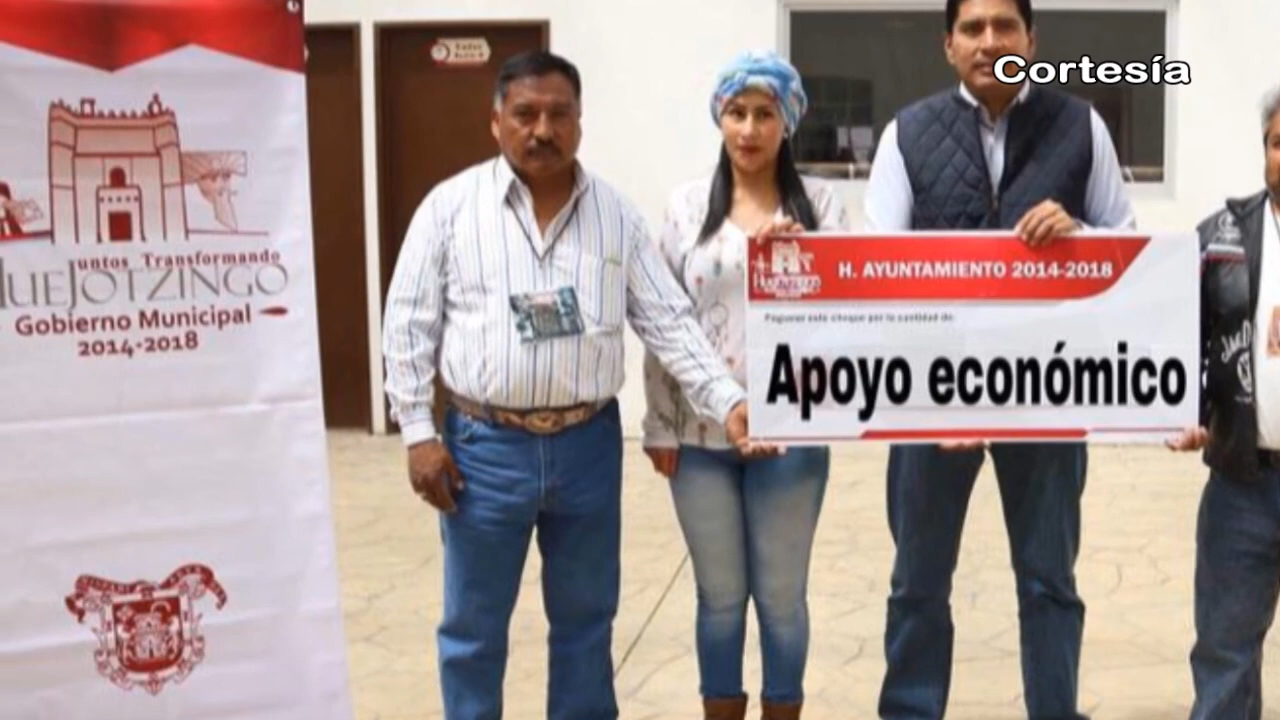 Cortesía
Juntos Transformando
HUEJOTZINGO
Gobierno Municipal
2014-2018
H. AYUNTAMIENTO 2014-2018
Páguese este cheque por la cantidad de:
Apoyo económico